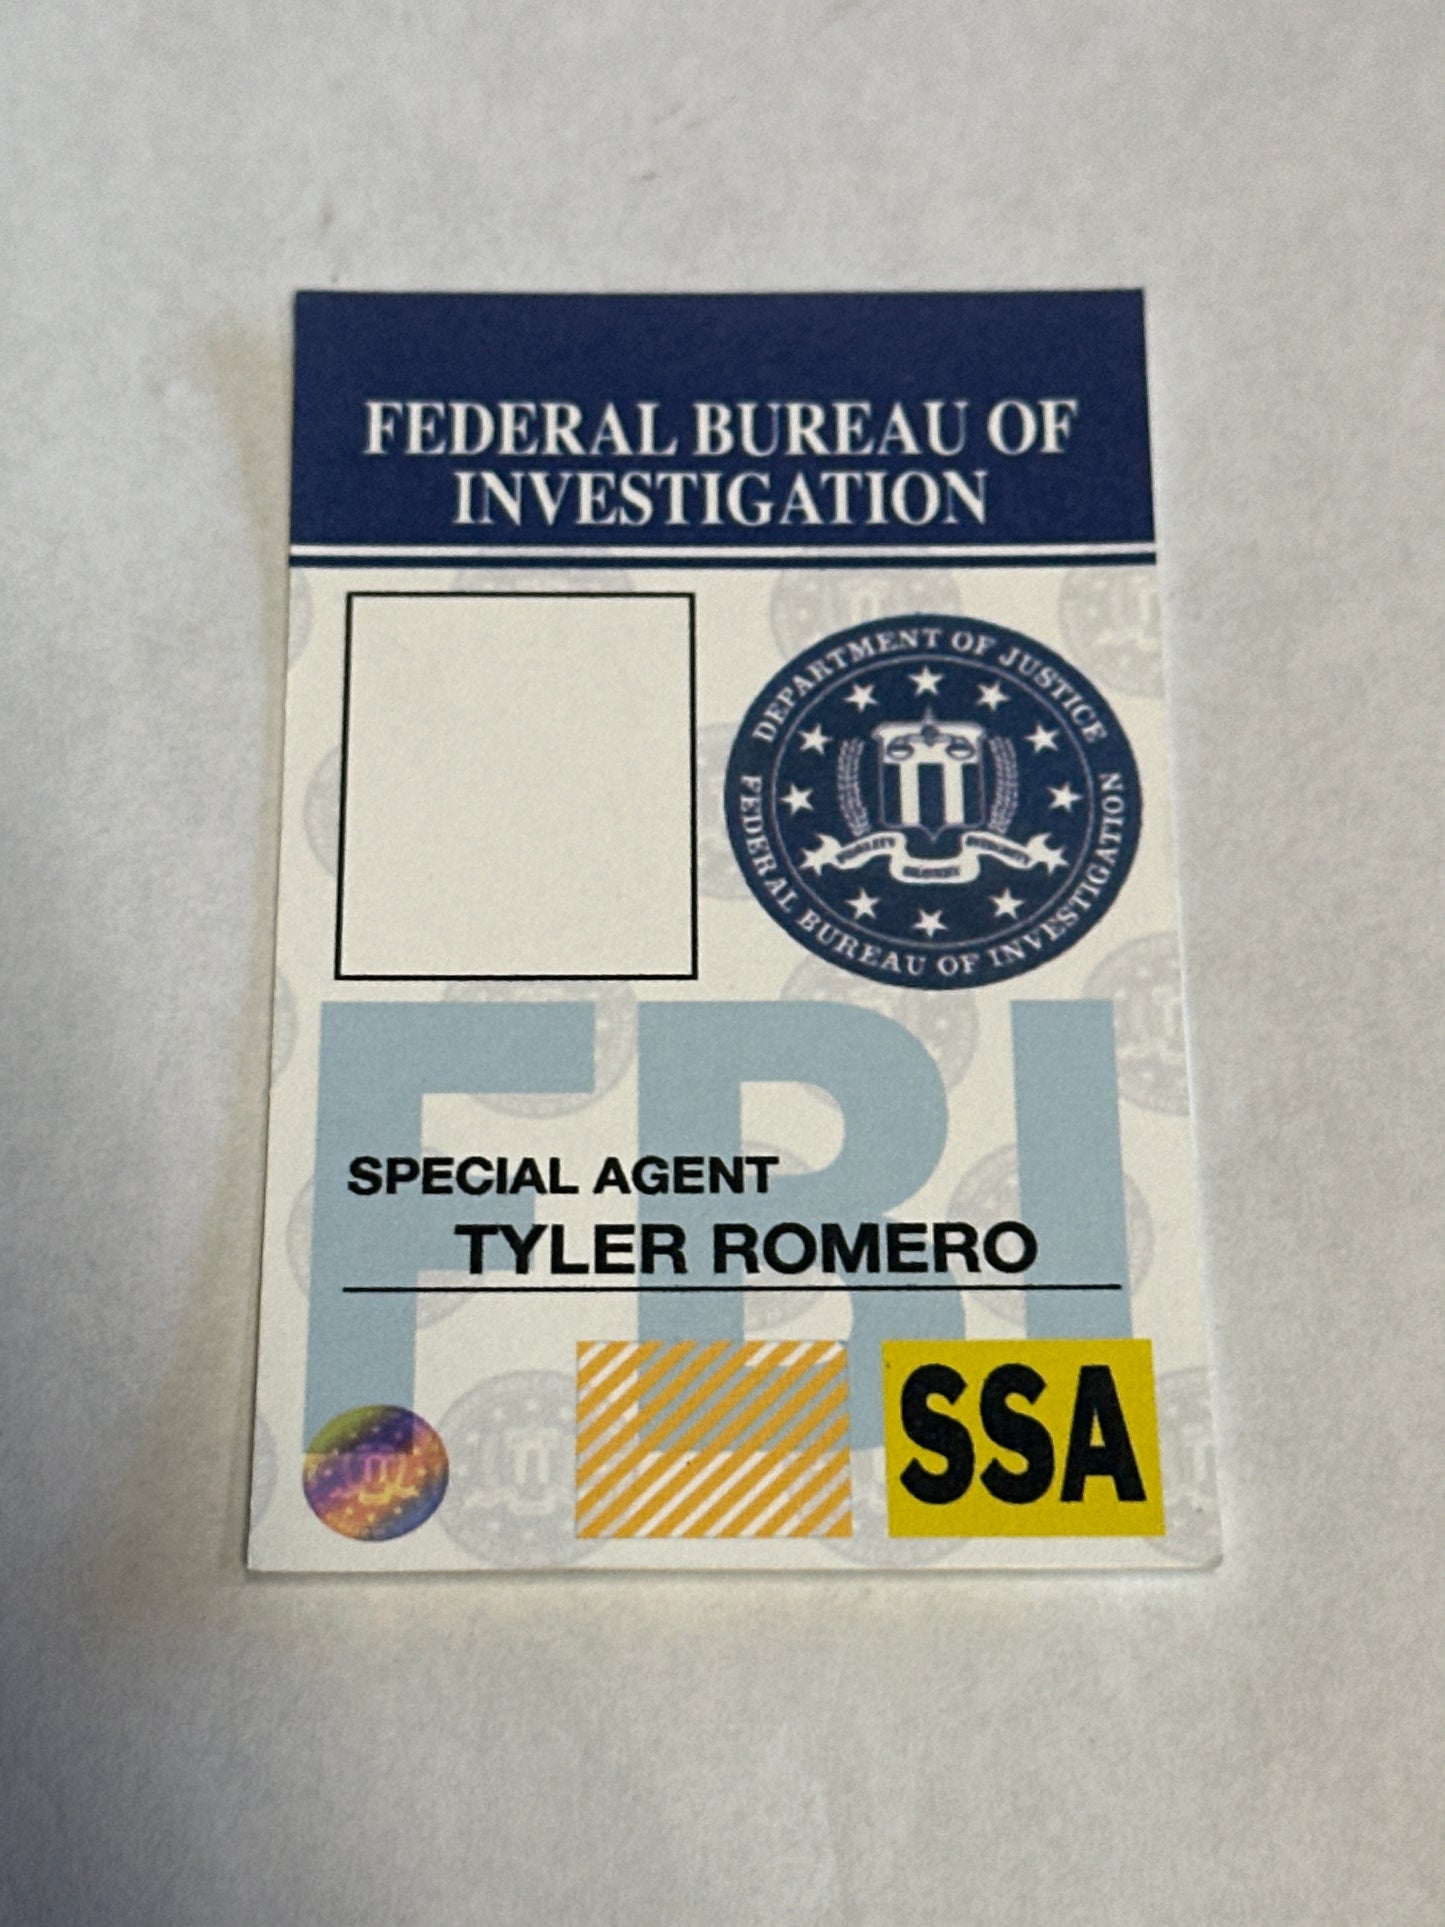 FEDERAL BUREAU OF
INVESTIGATION
DEPARTMENT OF JUSTICE
FEDERAL BUREAU OF INVESTIGATION
FBI
SPECIAL AGENT
TYLER ROMERO
SSA